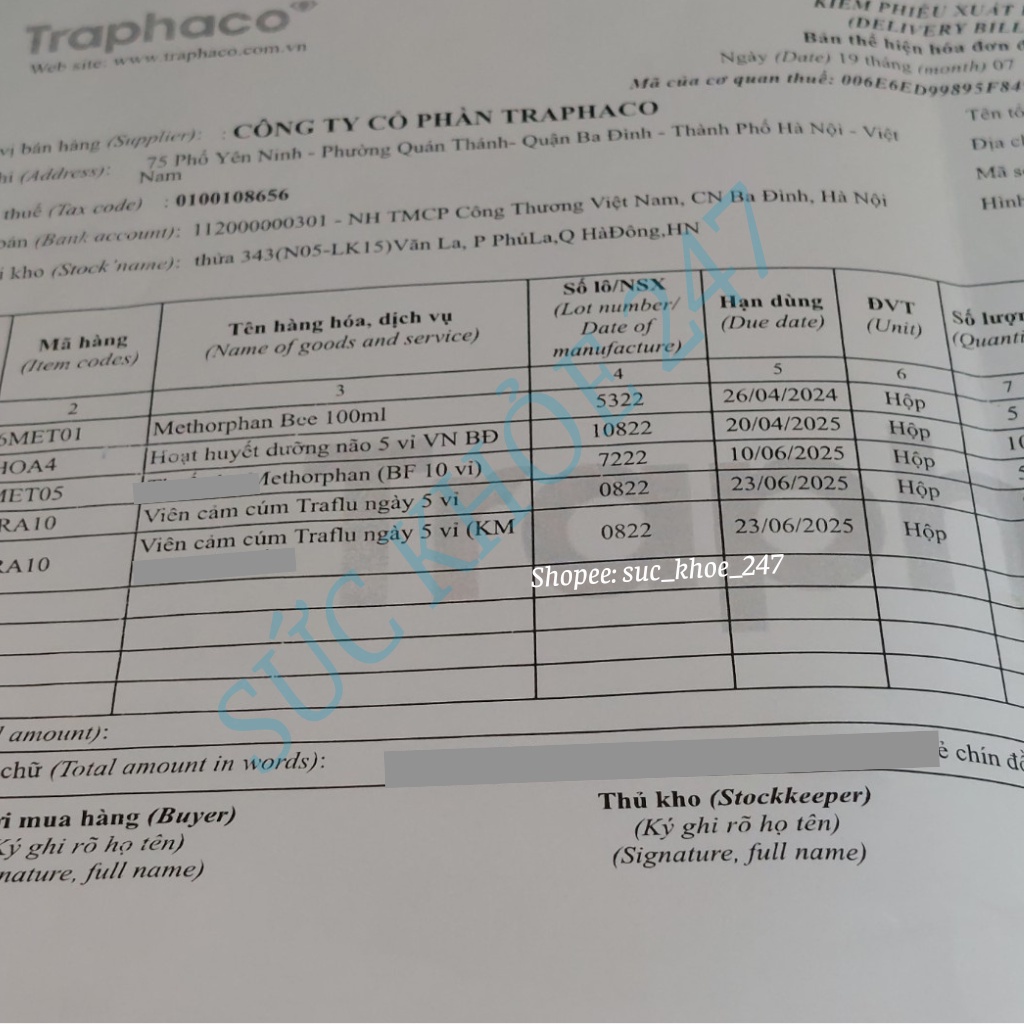 Traphaco
Web site: www.traphaco.com.vn
KIÊM PHIẾU XUẤT
(DELIVERY BILL
Bản thể hiện hóa đơn đ
Ngày (Date) 19 tháng (month) 07
Mã của cơ quan thuế: 006E6ED99895F84
vị bán hàng (Supplier): : CÔNG TY CỔ PHẦN TRAPHACO
hỉ (Address): 75 Phố Yên Ninh - Phường Quán Thánh- Quận Ba Đình - Thành Phố Hà Nội - Việt
Nam
thuế (Tax code) : 0100108656
oản (Bank account): 112000000301 - NH TMCP Công Thương Việt Nam, CN Ba Đình, Hà Nội
i kho (Stock'name): thửa 343(N05-LK15)Văn La, P PhúLa,Q HàĐông,HN
Tên tổ
Địa ch
Mã s
Hình
Mã hàng
(Item codes)
Tên hàng hóa, dịch vụ
(Name of goods and service)
Số lô/NSX
(Lot number/
Date of
manufacture)
Hạn dùng
(Due date)
ĐVT
(Unit)
Số lượn
(Quanti
2 3 4 5 6 7
6MET01 Methorphan Bee 100ml 5322 26/04/2024 Hộp 5
HOA4 Hoạt huyết dưỡng não 5 vỉ VN BĐ 10822 20/04/2025 Hộp 10
MET05 Methorphan (BF 10 vỉ) 7222 10/06/2025 Hộp
RA10 Viên cảm cúm Traflu ngày 5 vỉ 0822 23/06/2025 Hộp
RA10 Viên cảm cúm Traflu ngày 5 vỉ (KM 0822 23/06/2025 Hộp
Shopee: suc_khoe_247
SỨC KHỎE 247
l amount):
chữ (Total amount in words): ẻ chín đồ
i mua hàng (Buyer)
Ký ghi rõ họ tên)
nature, full name)
Thủ kho (Stockkeeper)
(Ký ghi rõ họ tên)
(Signature, full name)